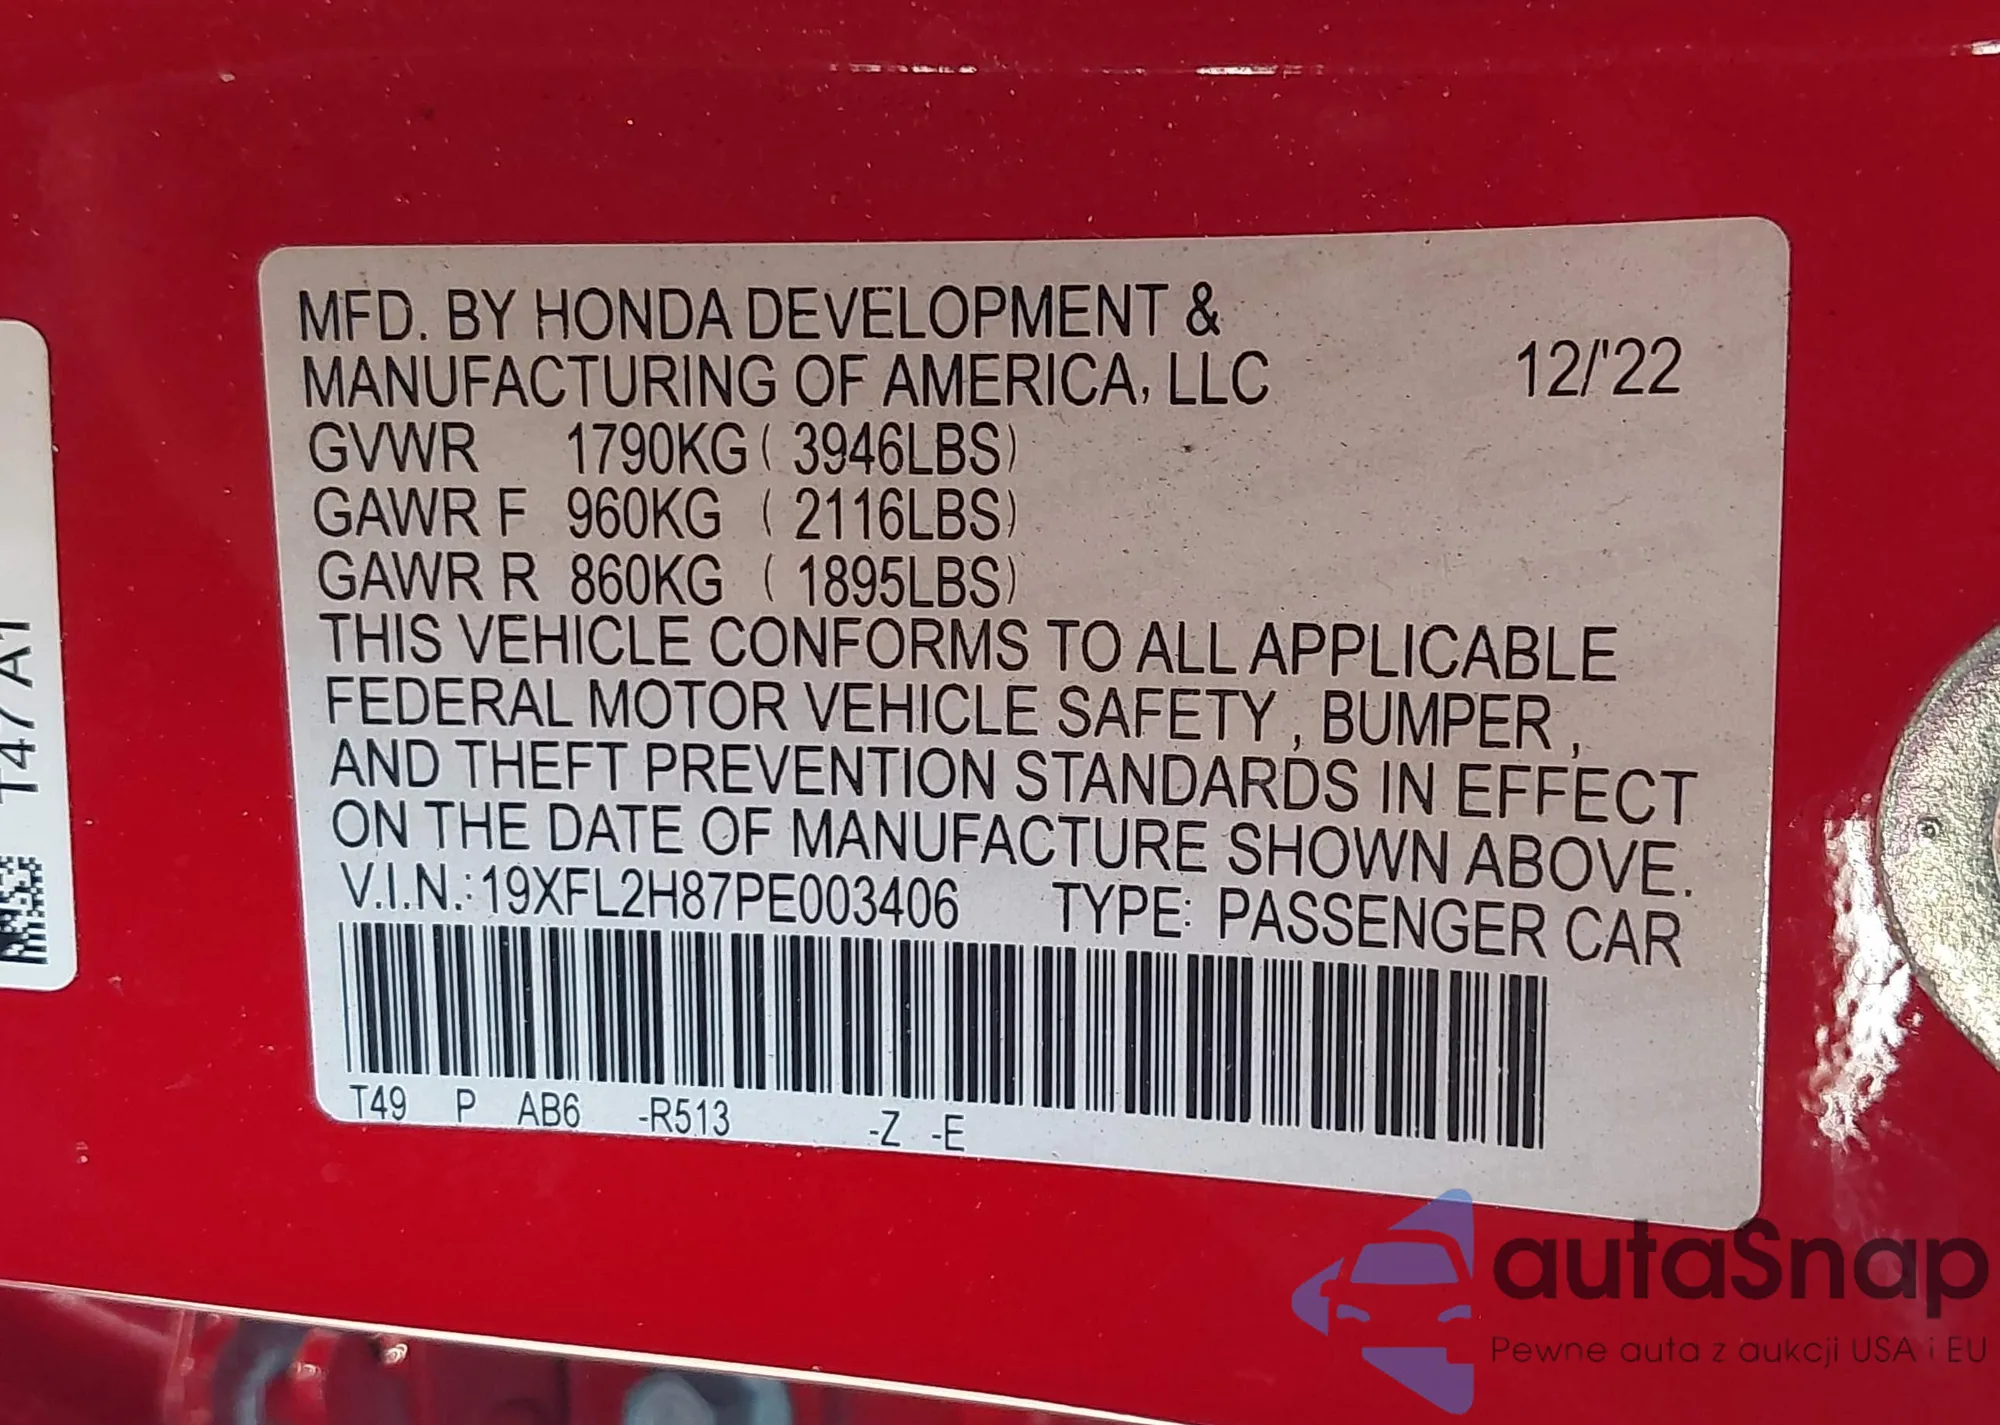 MFD. BY HONDA DEVELOPMENT &
MANUFACTURING OF AMERICA, LLC 12/'22
GVWR 1790KG ( 3946LBS)
GAWR F 960KG ( 2116LBS)
GAWR R 860KG ( 1895LBS)
THIS VEHICLE CONFORMS TO ALL APPLICABLE
FEDERAL MOTOR VEHICLE SAFETY , BUMPER ,
AND THEFT PREVENTION STANDARDS IN EFFECT
ON THE DATE OF MANUFACTURE SHOWN ABOVE.
V.I.N.: 19XFL2H87PE003406 TYPE: PASSENGER CAR
T49 P AB6 -R513 -Z -E
T47 A1
autaSnap
Pewne auta z aukcji USA i EU